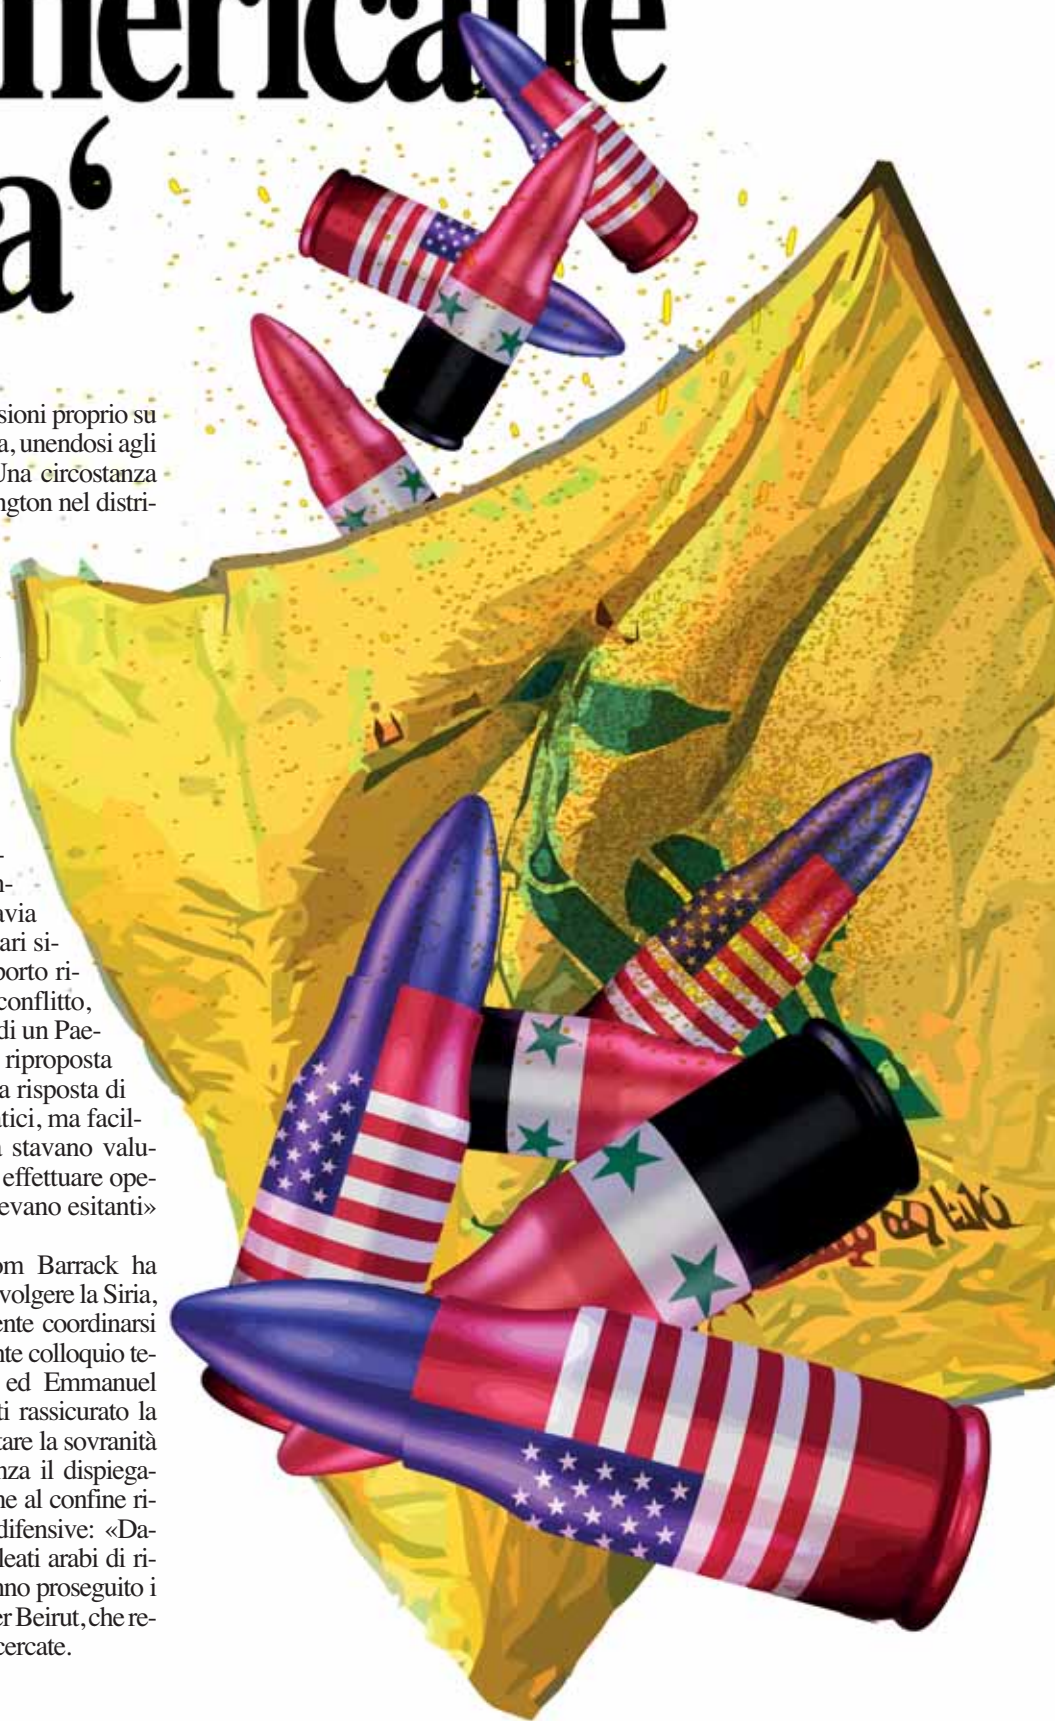 mericane
a‘
sioni proprio su
a, unendosi agli
Una circostanza
ngton nel distri-
n-
avia
ari si-
porto ri-
conflitto,
di un Pae-
riproposta
a risposta di
atici, ma facil-
a stavano valu-
effettuare ope-
evano esitanti»
om Barrack ha
volgere la Siria,
ente coordinarsi
nte colloquio te-
ed Emmanuel
ti rassicurato la
tare la sovranità
nza il dispiega-
ne al confine ri-
difensive: «Da-
leati arabi di ri-
nno proseguito i
er Beirut, che re-
cercate.